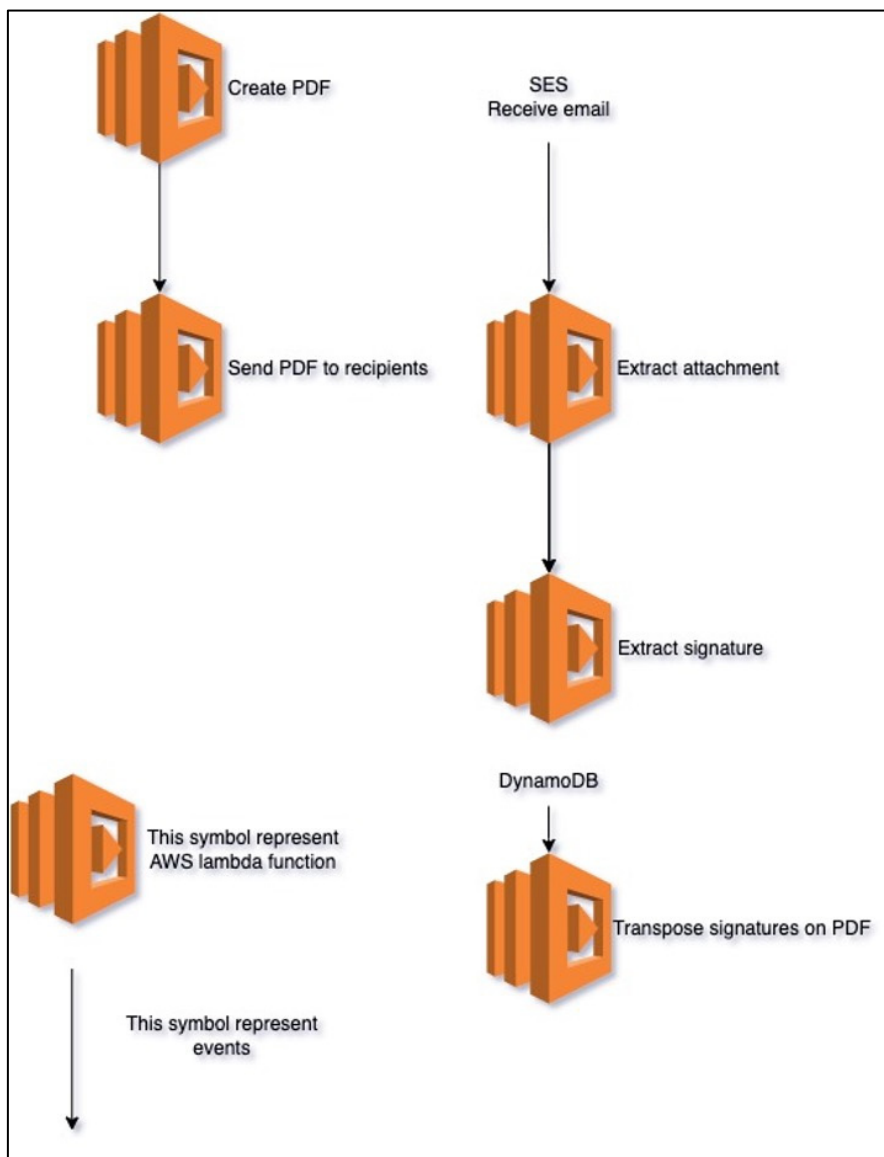 Create PDF
SES
Receive email
Send PDF to recipients
Extract attachment
Extract signature
DynamoDB
This symbol represent
AWS lambda function
Transpose signatures on PDF
This symbol represent
events